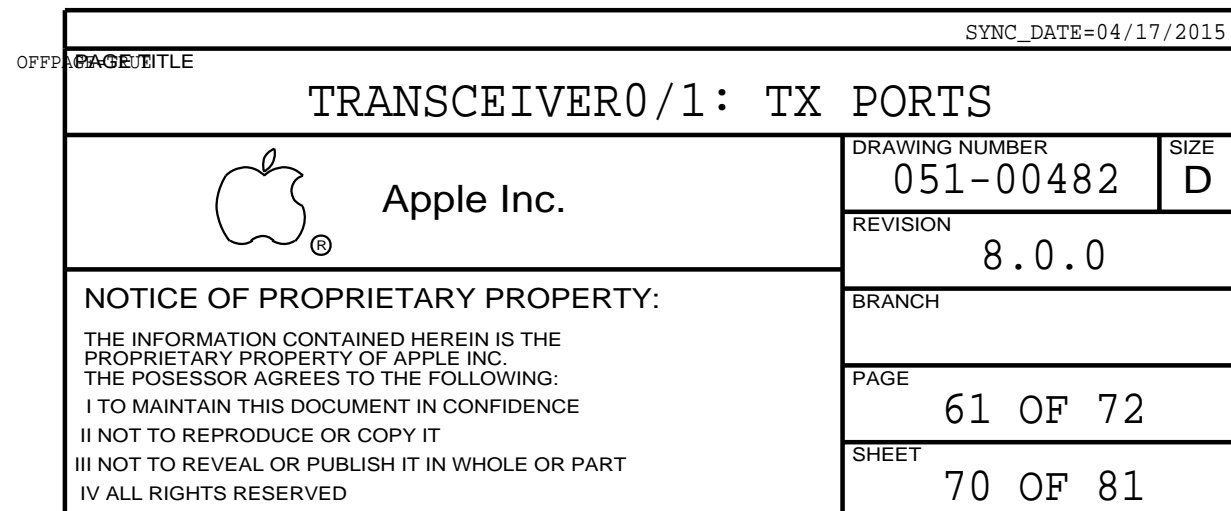 SYNC_DATE=04/17/2015
OFFPAGE=TRUE
PAGE TITLE
TRANSCEIVER0/1: TX PORTS
Apple Inc.
®
DRAWING NUMBER
051-00482
SIZE
D
REVISION
8.0.0
NOTICE OF PROPRIETARY PROPERTY:
THE INFORMATION CONTAINED HEREIN IS THE
PROPRIETARY PROPERTY OF APPLE INC.
THE POSESSOR AGREES TO THE FOLLOWING:
I TO MAINTAIN THIS DOCUMENT IN CONFIDENCE
II NOT TO REPRODUCE OR COPY IT
III NOT TO REVEAL OR PUBLISH IT IN WHOLE OR PART
IV ALL RIGHTS RESERVED
BRANCH
PAGE
61 OF 72
SHEET
70 OF 81